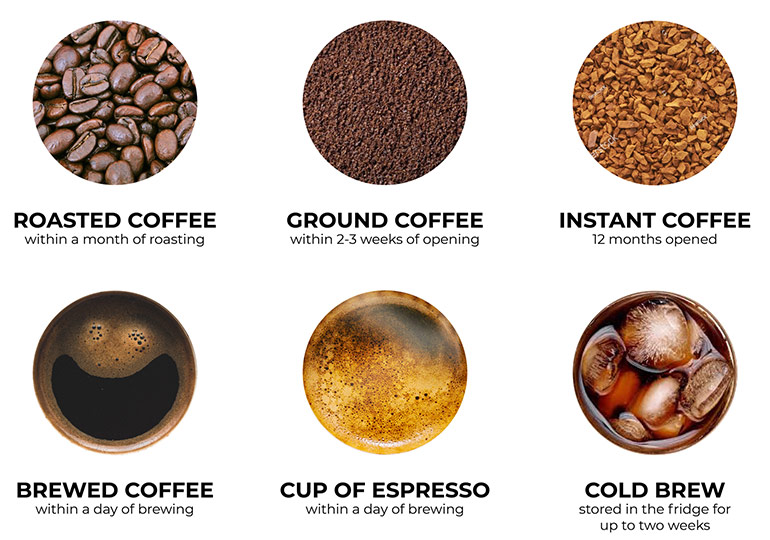 ROASTED COFFEE
within a month of roasting
GROUND COFFEE
within 2-3 weeks of opening
INSTANT COFFEE
12 months opened
BREWED COFFEE
within a day of brewing
CUP OF ESPRESSO
within a day of brewing
COLD BREW
stored in the fridge for
up to two weeks